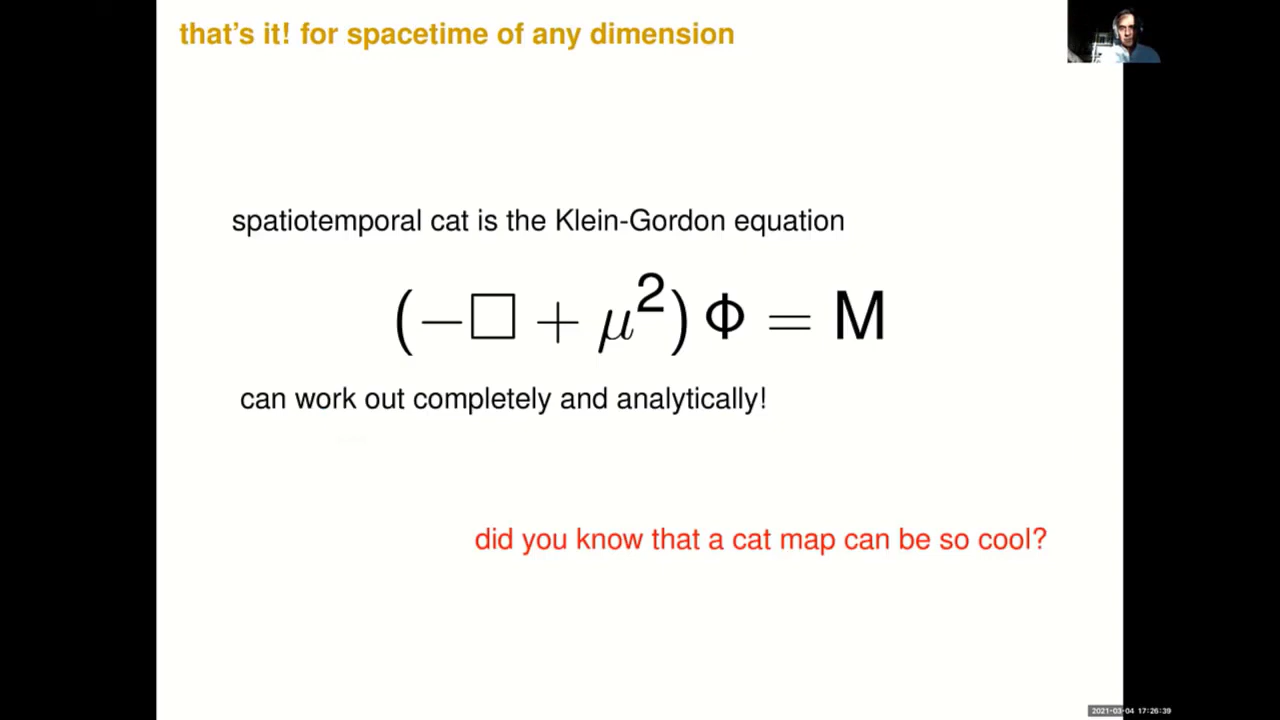 that's it! for spacetime of any dimension
spatiotemporal cat is the Klein-Gordon equation
(−□ + μ²) Φ = M
can work out completely and analytically!
did you know that a cat map can be so cool?
2021-03-04 17:26:39